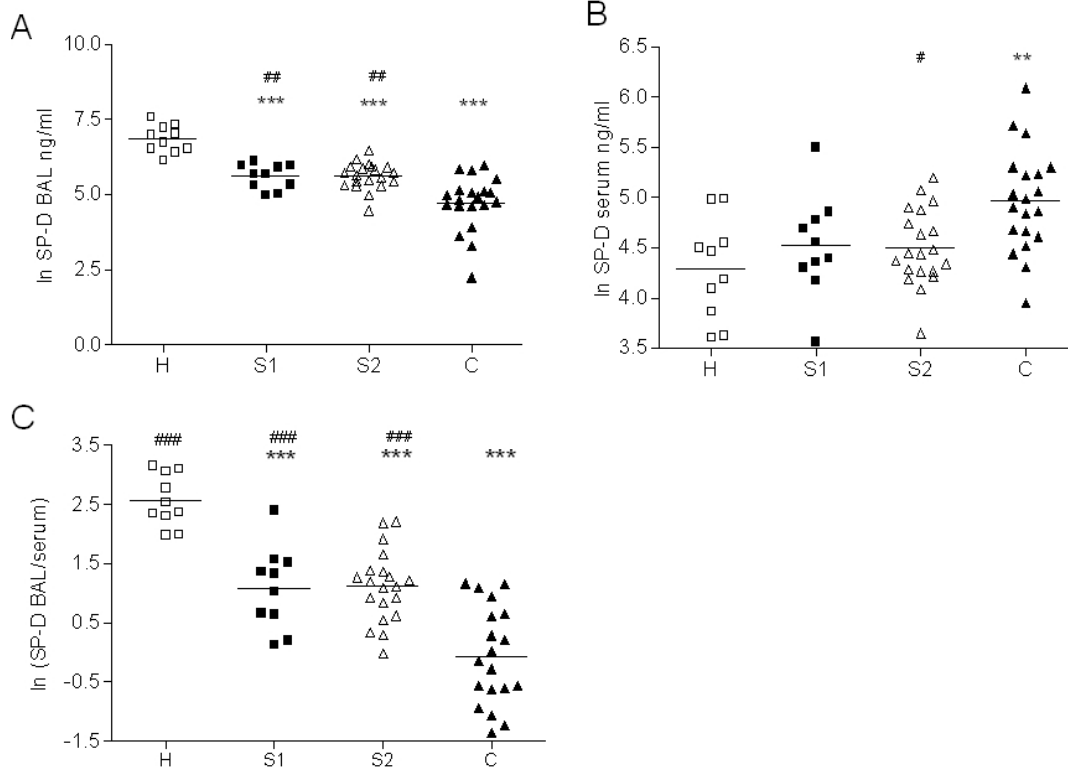 A
ln SP-D BAL ng/ml
10.0
7.5
5.0
2.5
0.0
## ##
*** *** ***
H S1 S2 C
B
ln SP-D serum ng/ml
6.5
6.0
5.5
5.0
4.5
4.0
3.5
# **
H S1 S2 C
C
ln (SP-D BAL/serum)
3.5
2.5
1.5
0.5
-0.5
-1.5
### ### ###
*** *** ***
H S1 S2 C